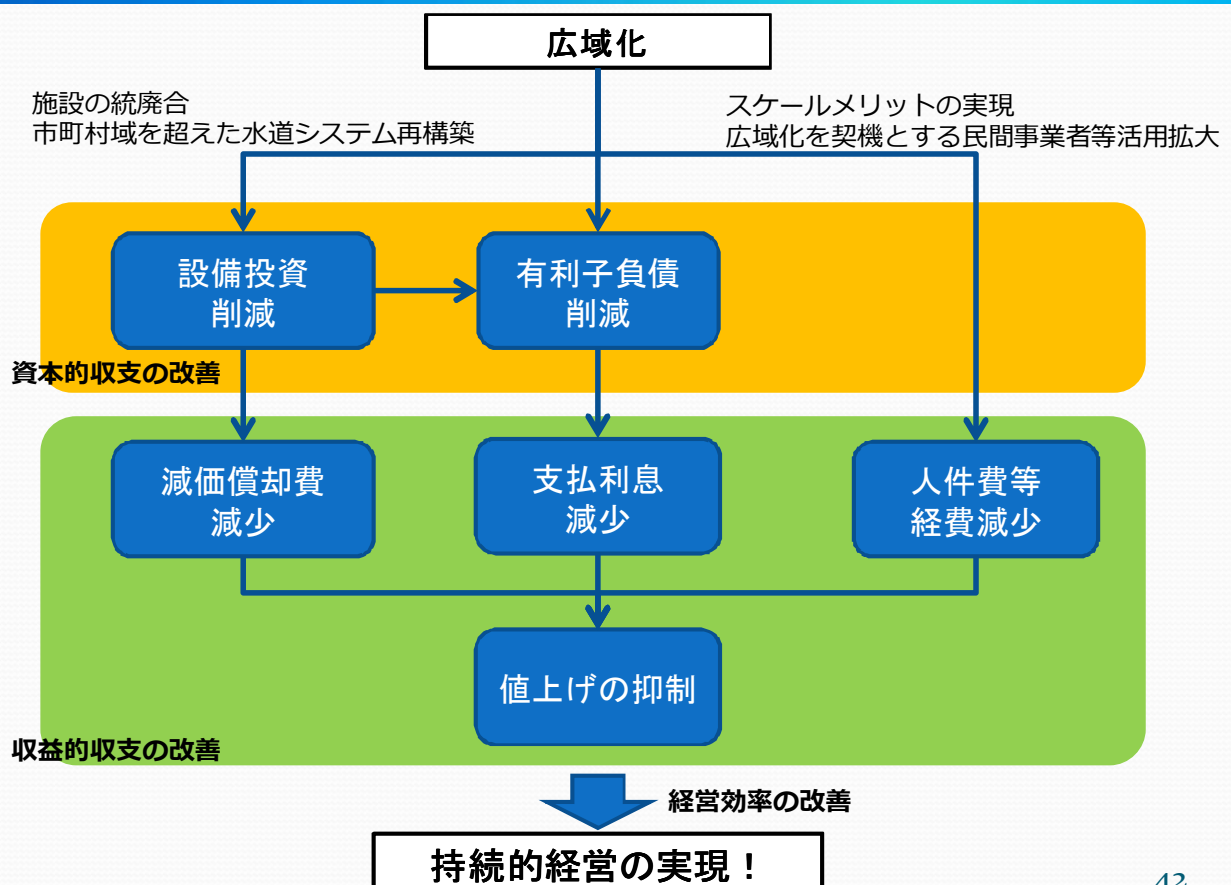 広域化
施設の統廃合
市町村域を超えた水道システム再構築
スケールメリットの実現
広域化を契機とする民間事業者等活用拡大
設備投資
削減
有利子負債
削減
資本的収支の改善
減価償却費
減少
支払利息
減少
人件費等
経費減少
値上げの抑制
収益的収支の改善
経営効率の改善
持続的経営の実現！
42